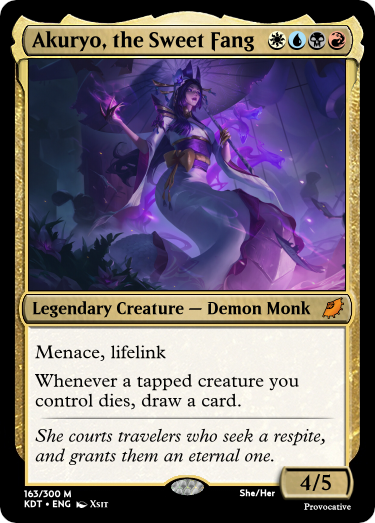 Akuryo, the Sweet Fang
Legendary Creature — Demon Monk
Menace, lifelink
Whenever a tapped creature you
control dies, draw a card.
She courts travelers who seek a respite,
and grants them an eternal one.
4/5
163/300 M
She/Her
KDT • ENG Xsit
Provocative